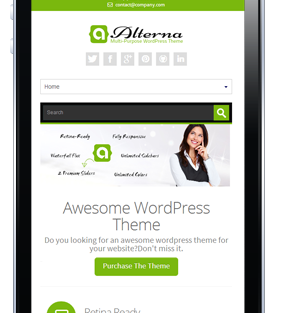 contact@company.com
Alterna
Multi-Purpose WordPress Theme
Home
Search
Retina Ready
Fully Responsive
Waterfall Flux
Unlimited Sidebars
2 Premium Sliders
Unlimited Colors
Awesome WordPress
Theme
Do you looking for an awesome wordpress theme for
your website?Don't miss it.
Purchase The Theme
Retina Ready